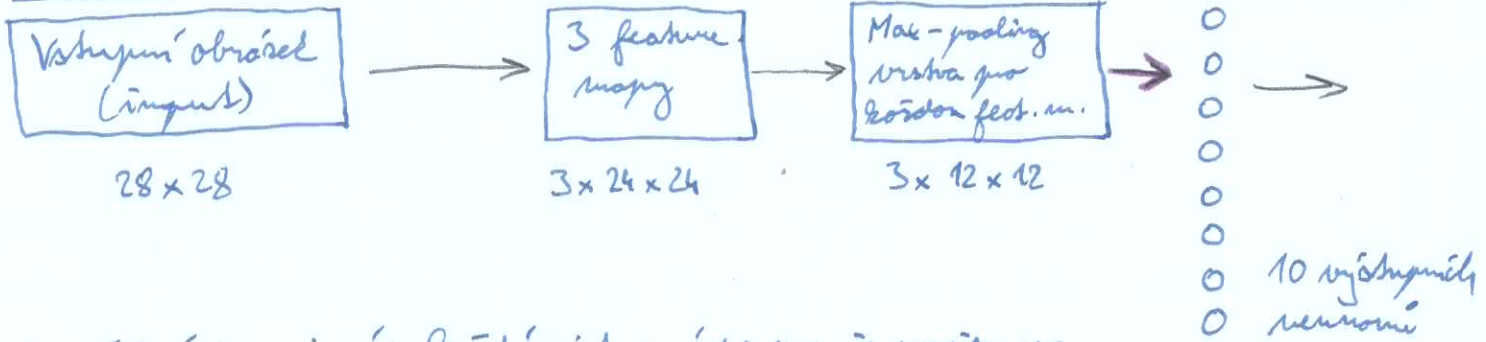 Vstupní obrázek
(input)
28 x 28
3 feature
mapy
3 x 24 x 24
Max-pooling
vrstva pro
každou feat. m.
3 x 12 x 12
10 výstupních
neuronů